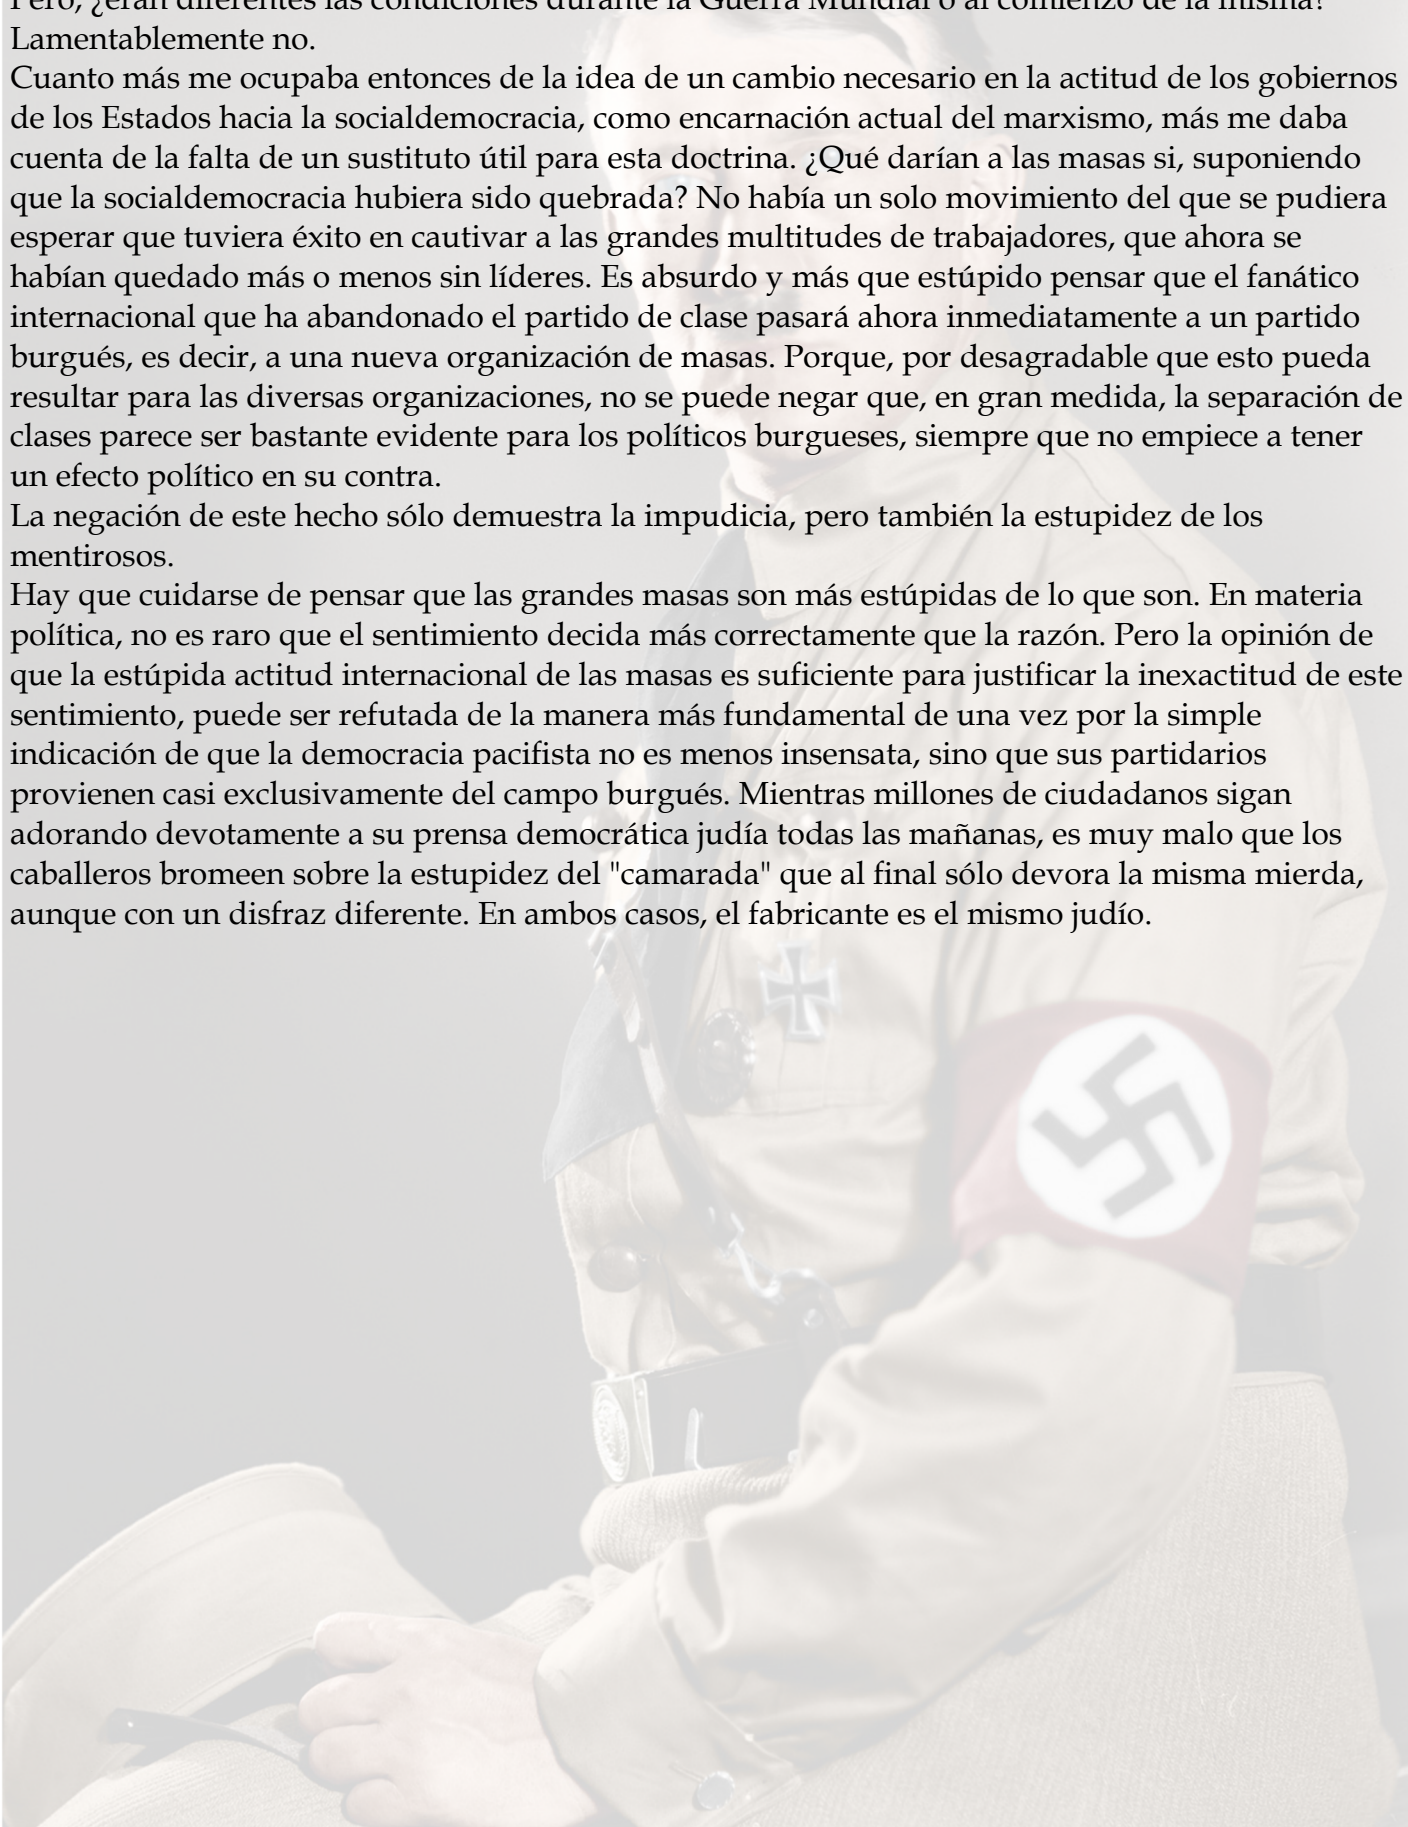 Pero, ¿eran diferentes las condiciones durante la Guerra Mundial o al comienzo de la misma?
Lamentablemente no.
Cuanto más me ocupaba entonces de la idea de un cambio necesario en la actitud de los gobiernos
de los Estados hacia la socialdemocracia, como encarnación actual del marxismo, más me daba
cuenta de la falta de un sustituto útil para esta doctrina. ¿Qué darían a las masas si, suponiendo
que la socialdemocracia hubiera sido quebrada? No había un solo movimiento del que se pudiera
esperar que tuviera éxito en cautivar a las grandes multitudes de trabajadores, que ahora se
habían quedado más o menos sin líderes. Es absurdo y más que estúpido pensar que el fanático
internacional que ha abandonado el partido de clase pasará ahora inmediatamente a un partido
burgués, es decir, a una nueva organización de masas. Porque, por desagradable que esto pueda
resultar para las diversas organizaciones, no se puede negar que, en gran medida, la separación de
clases parece ser bastante evidente para los políticos burgueses, siempre que no empiece a tener
un efecto político en su contra.
La negación de este hecho sólo demuestra la impudicia, pero también la estupidez de los
mentirosos.
Hay que cuidarse de pensar que las grandes masas son más estúpidas de lo que son. En materia
política, no es raro que el sentimiento decida más correctamente que la razón. Pero la opinión de
que la estúpida actitud internacional de las masas es suficiente para justificar la inexactitud de este
sentimiento, puede ser refutada de la manera más fundamental de una vez por la simple
indicación de que la democracia pacifista no es menos insensata, sino que sus partidarios
provienen casi exclusivamente del campo burgués. Mientras millones de ciudadanos sigan
adorando devotamente a su prensa democrática judía todas las mañanas, es muy malo que los
caballeros bromeen sobre la estupidez del "camarada" que al final sólo devora la misma mierda,
aunque con un disfraz diferente. En ambos casos, el fabricante es el mismo judío.